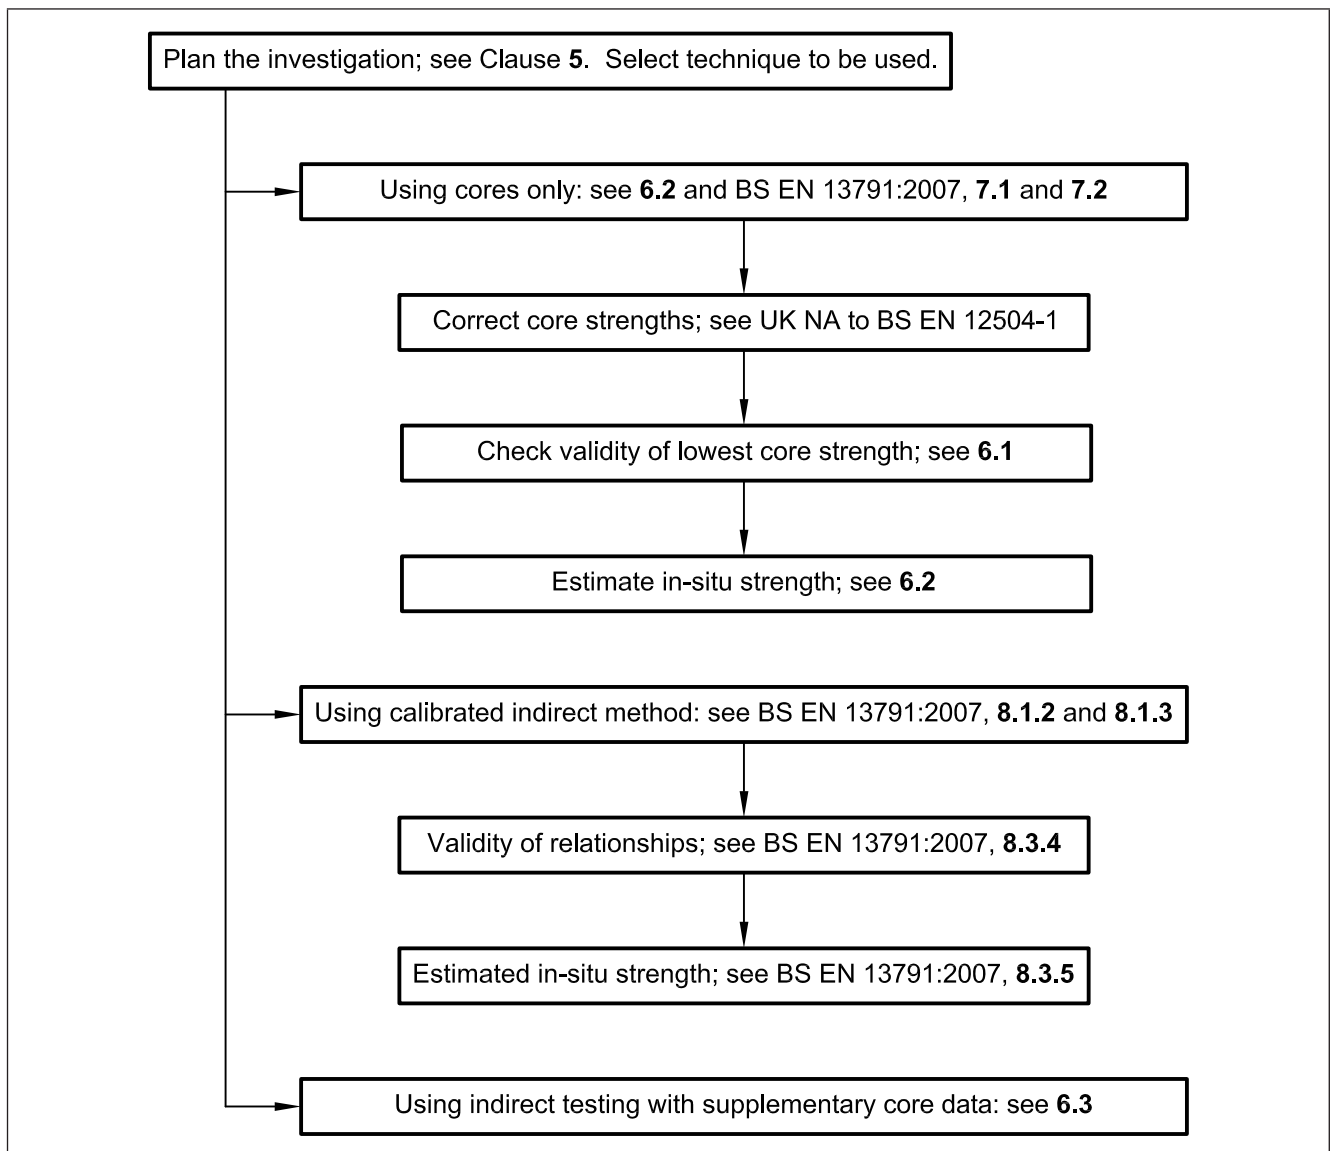 Plan the investigation; see Clause 5. Select technique to be used.
Using cores only: see 6.2 and BS EN 13791:2007, 7.1 and 7.2
Correct core strengths; see UK NA to BS EN 12504-1
Check validity of lowest core strength; see 6.1
Estimate in-situ strength; see 6.2
Using calibrated indirect method: see BS EN 13791:2007, 8.1.2 and 8.1.3
Validity of relationships; see BS EN 13791:2007, 8.3.4
Estimated in-situ strength; see BS EN 13791:2007, 8.3.5
Using indirect testing with supplementary core data: see 6.3